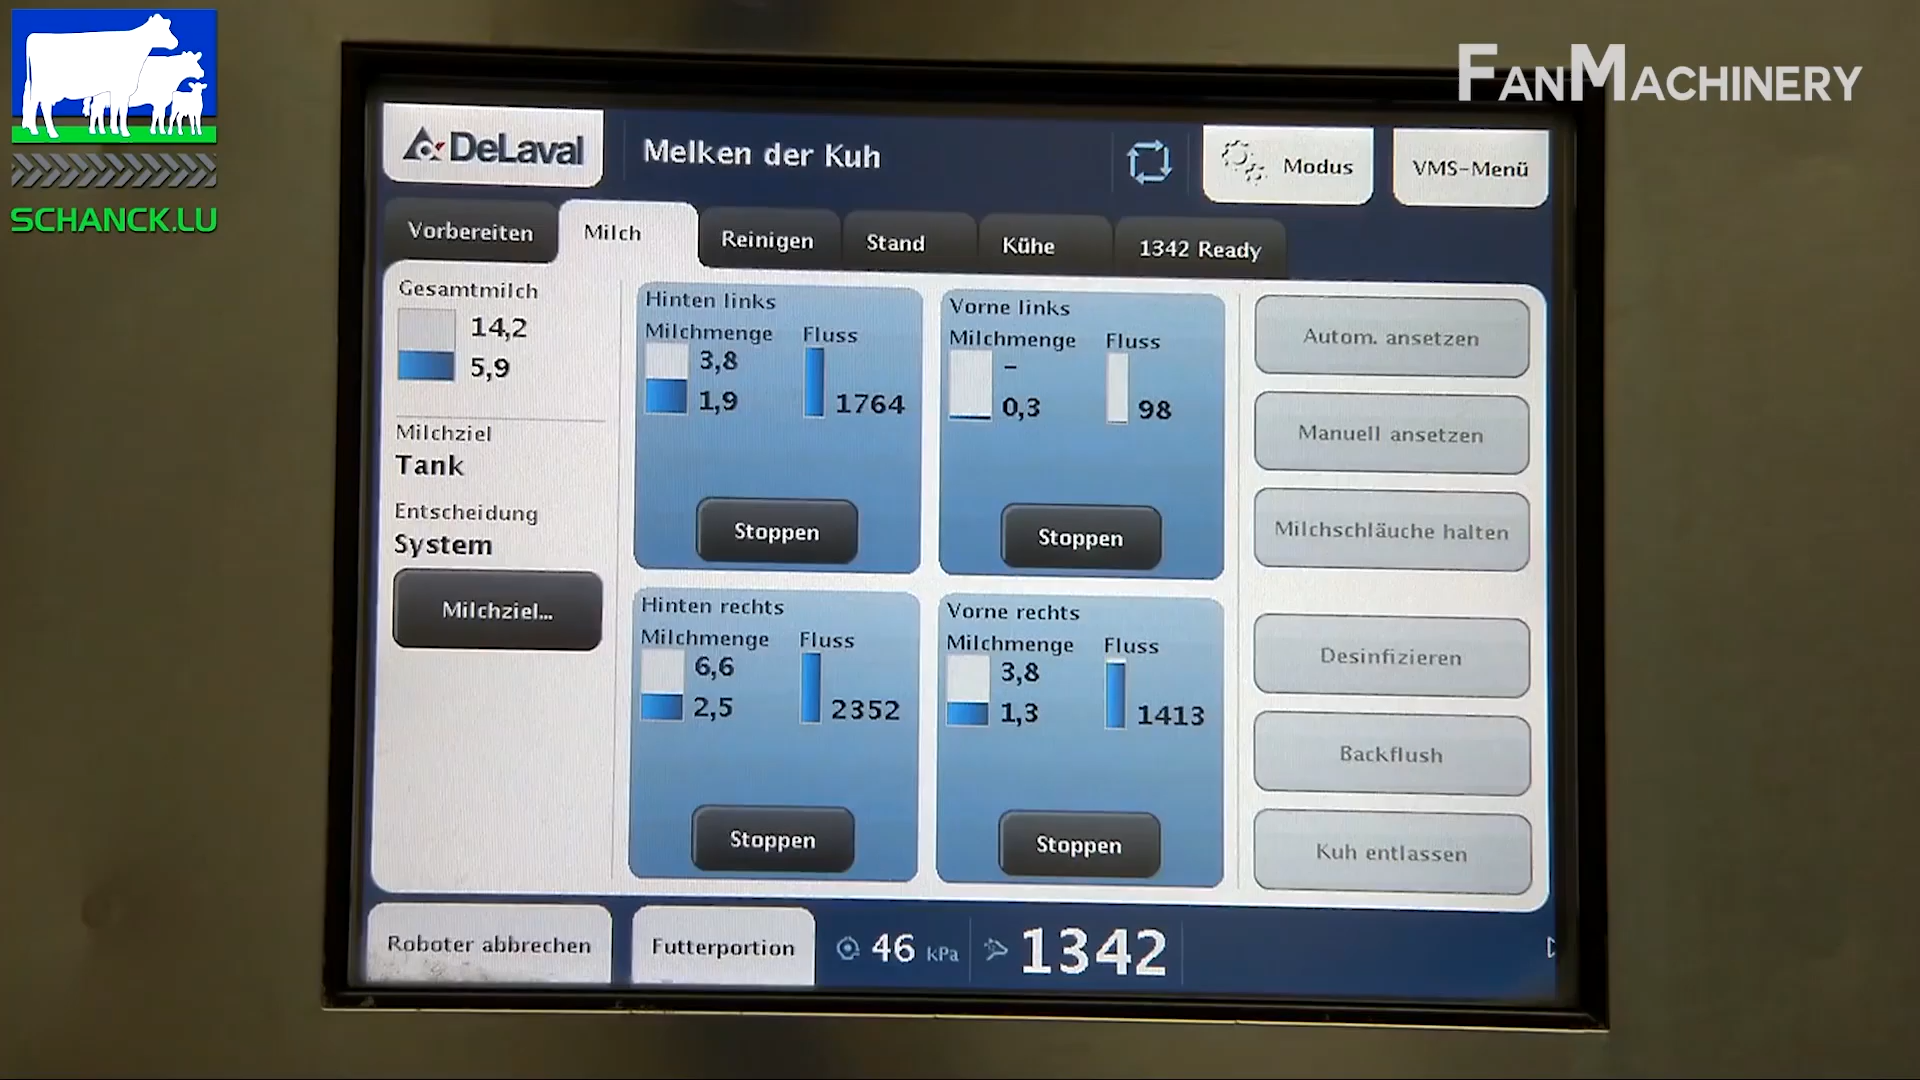 SCHANCK.LU
FANMACHINERY
DeLaval
Melken der Kuh
Modus
VMS-Menü
Vorbereiten
Milch
Reinigen
Stand
Kühe
1342 Ready
Gesamtmilch
14,2
5,9
Milchziel
Tank
Entscheidung
System
Milchziel...
Hinten links
Milchmenge Fluss
3,8
1,9 1764
Stoppen
Vorne links
Milchmenge Fluss
–
0,3 98
Stoppen
Hinten rechts
Milchmenge Fluss
6,6
2,5 2352
Stoppen
Vorne rechts
Milchmenge Fluss
3,8
1,3 1413
Stoppen
Autom. ansetzen
Manuell ansetzen
Milchschläuche halten
Desinfizieren
Backflush
Kuh entlassen
Roboter abbrechen
Futterportion
46 kPa
1342